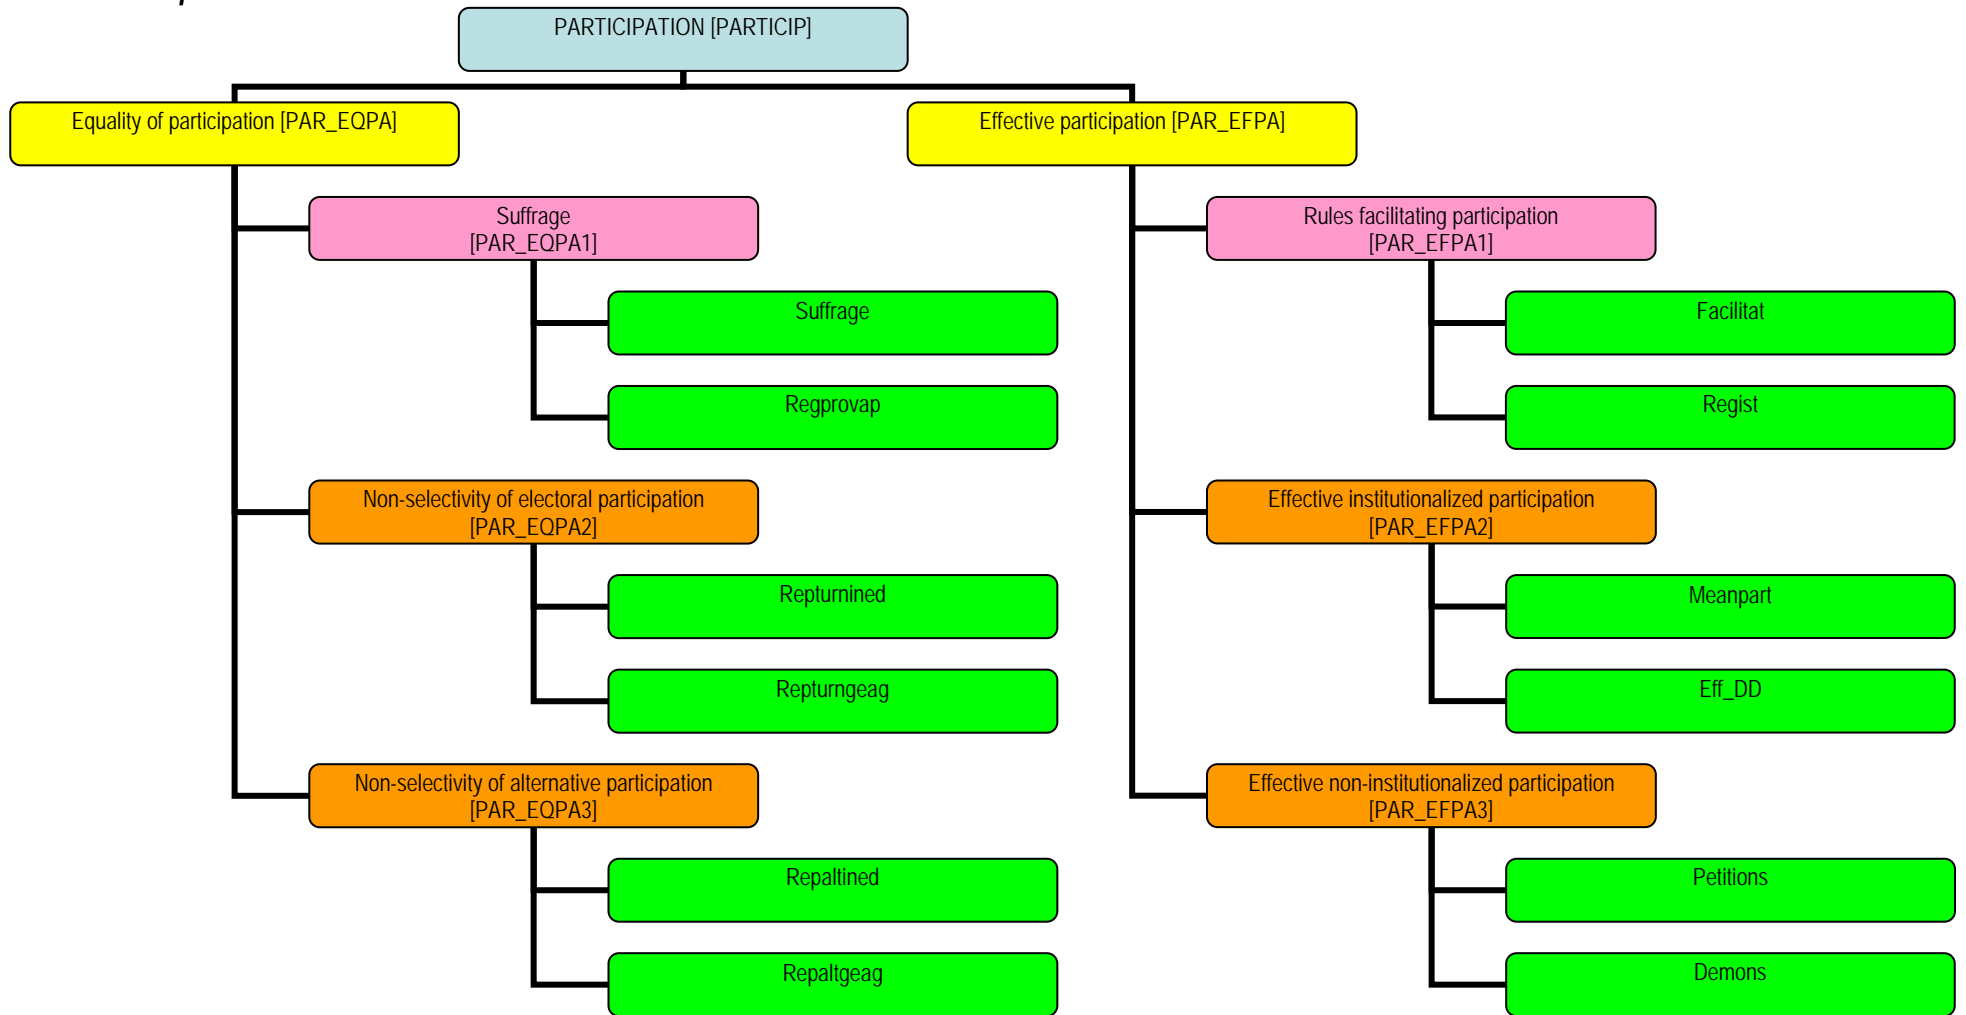 PARTICIPATION [PARTICIP]
Equality of participation [PAR_EQPA]
Effective participation [PAR_EFPA]
Suffrage
[PAR_EQPA1]
Rules facilitating participation
[PAR_EFPA1]
Suffrage
Facilitat
Regprovap
Regist
Non-selectivity of electoral participation
[PAR_EQPA2]
Effective institutionalized participation
[PAR_EFPA2]
Repturnined
Meanpart
Repturngeag
Eff_DD
Non-selectivity of alternative participation
[PAR_EQPA3]
Effective non-institutionalized participation
[PAR_EFPA3]
Repaltined
Petitions
Repaltgeag
Demons